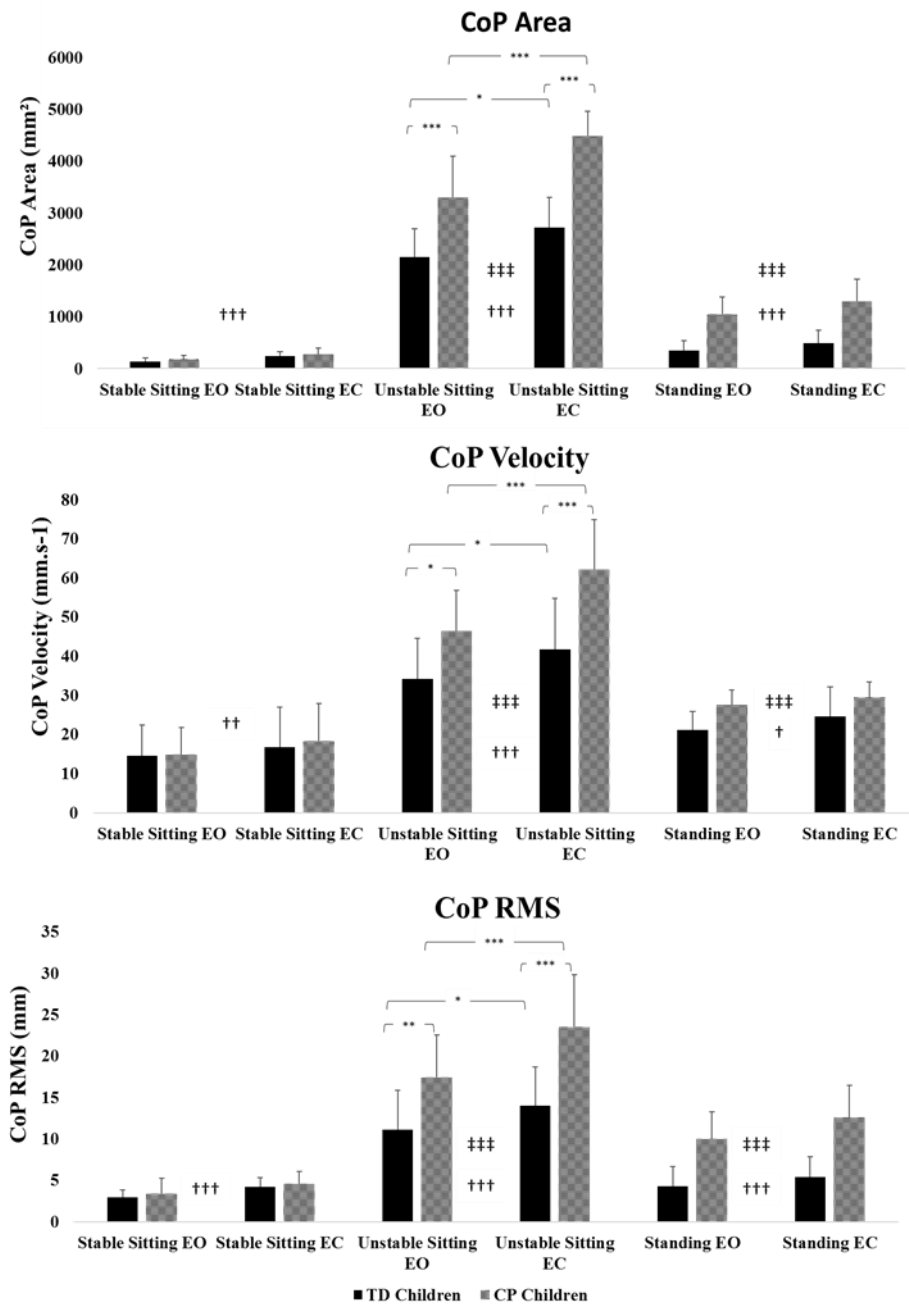 CoP Area
CoP Area (mm²)
6000
5000
4000
3000
2000
1000
0
***
***
*
***
‡‡‡
‡‡‡
†††
†††
†††
Stable Sitting EO
Stable Sitting EC
Unstable Sitting EO
Unstable Sitting EC
Standing EO
Standing EC
CoP Velocity
CoP Velocity (mm.s-1)
80
70
60
50
40
30
20
10
0
***
***
*
*
‡‡‡
‡‡‡
††
†
†††
Stable Sitting EO
Stable Sitting EC
Unstable Sitting EO
Unstable Sitting EC
Standing EO
Standing EC
CoP RMS
CoP RMS (mm)
35
30
25
20
15
10
5
0
***
***
*
**
‡‡‡
‡‡‡
†††
†††
†††
Stable Sitting EO
Stable Sitting EC
Unstable Sitting EO
Unstable Sitting EC
Standing EO
Standing EC
TD Children
CP Children